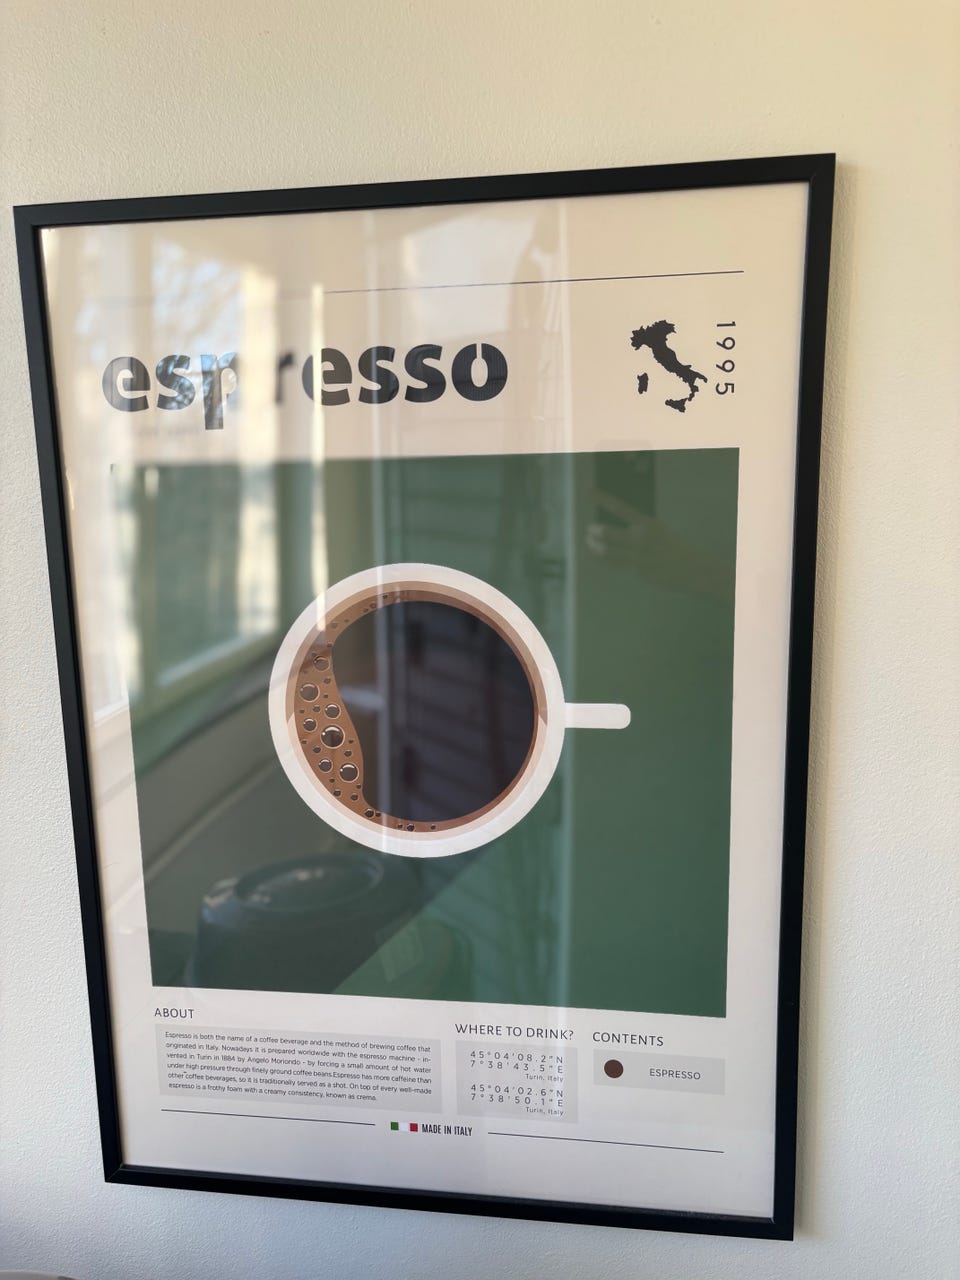 espresso
1995
ABOUT
Espresso is both the name of a coffee beverage and the method of brewing coffee that
originated in Italy. Nowadays it is prepared worldwide with the espresso machine - in-
vented in Turin in 1884 by Angelo Moriondo - by forcing a small amount of hot water
under high pressure through finely ground coffee beans.Espresso has more caffeine than
other coffee beverages, so it is traditionally served as a shot. On top of every well-made
espresso is a frothy foam with a creamy consistency, known as crema.
WHERE TO DRINK?
45°04'08.2"N
7°38'43.5"E
Turin, Italy
45°04'02.6"N
7°38'50.1"E
Turin, Italy
CONTENTS
ESPRESSO
MADE IN ITALY